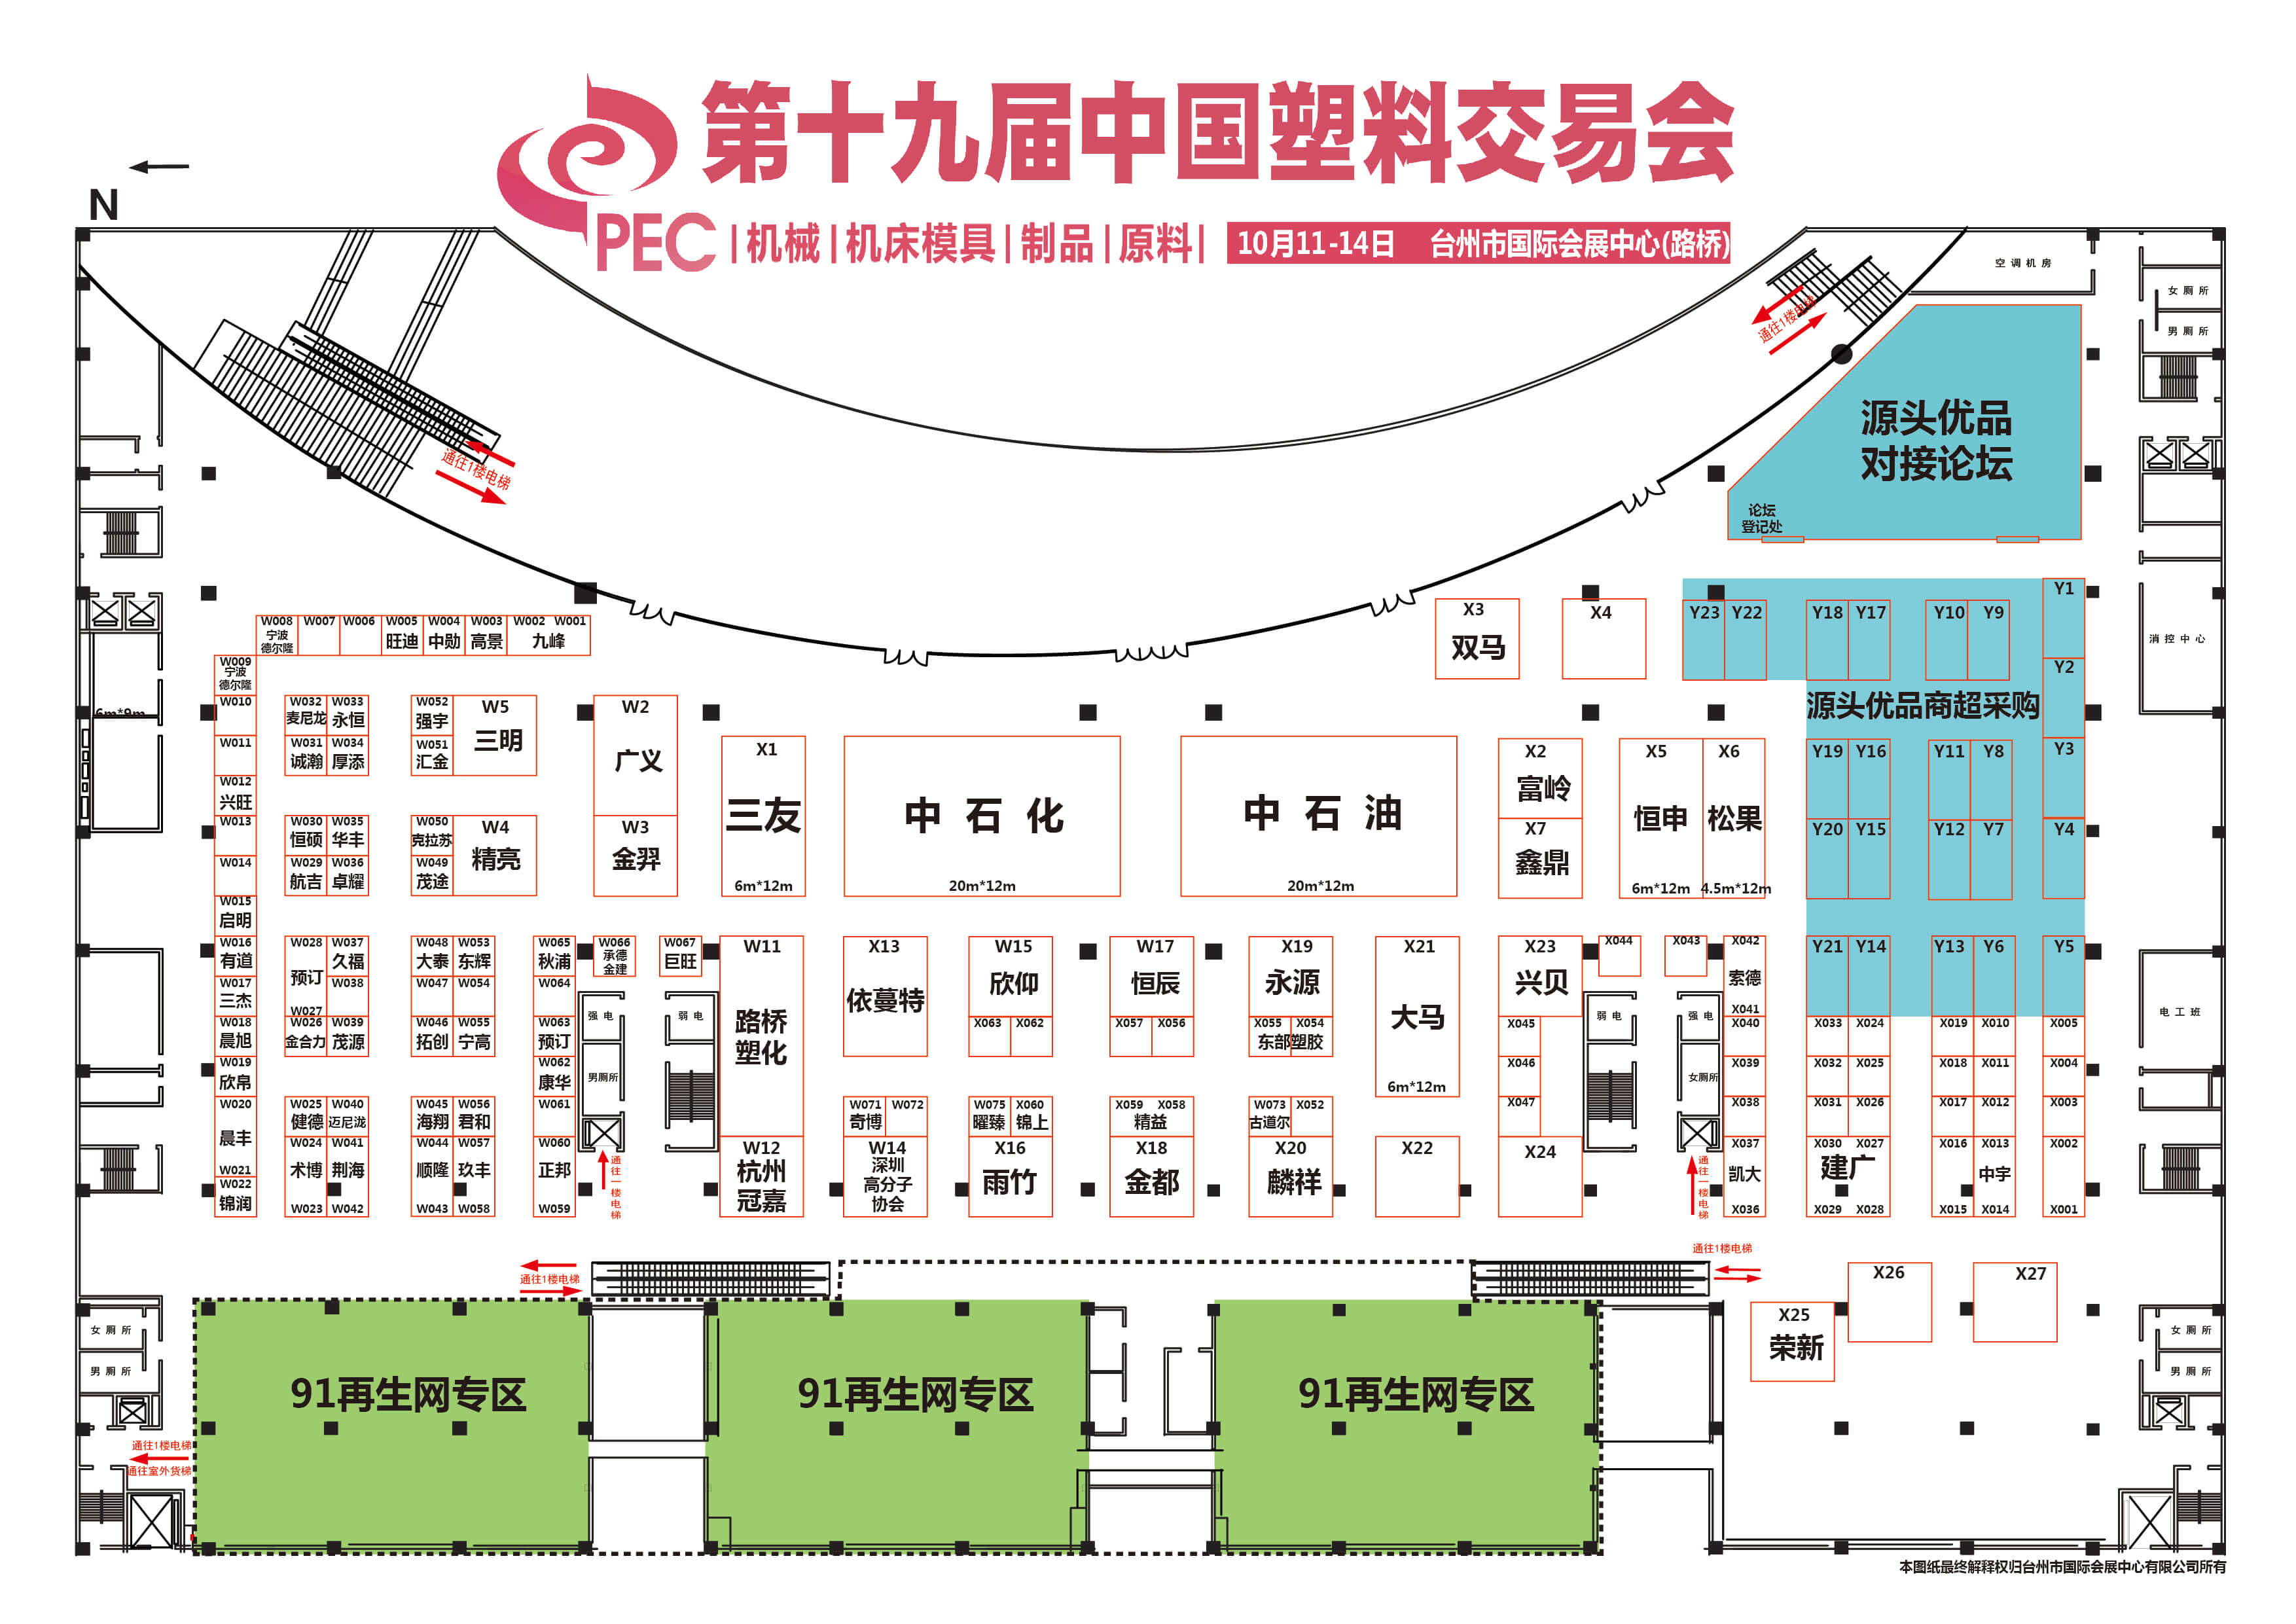 第十九届中国塑料交易会
PEC |机械|机床模具|制品|原料| 10月11-14日 台州市国际会展中心(路桥)
N
空调机房
女厕所
男厕所
通往1楼电梯
通往1楼电梯
源头优品
对接论坛
论坛
登记处
消控中心
6m*9m
W008 宁波德尔隆
W007
W006
W005 旺迪
W004 中勋
W003 高景
W002 W001 九峰
W009 宁波德尔隆
W010
W011
W012 兴旺
W013
W014
W015 启明
W016 有道
W017 三杰
W018 晨旭
W019 欣帛
W020 晨丰 W021
W022 锦润
W032 麦尼龙
W033 永恒
W031 诚瀚
W034 厚添
W030 恒硕
W035 华丰
W029 航吉
W036 卓耀
W028 预订 W027
W037 久福
W038
W026 金合力
W039 茂源
W025 健德
W040 迈尼泷
W024 术博 W023
W041 荆海 W042
W052 强宇
W051 汇金
W5 三明
W050 克拉苏
W049 茂途
W4 精亮
W048 大泰
W053 东辉
W047
W054
W046 拓创
W055 宁高
W045 海翔
W056 君和
W044 顺隆 W043
W057 玖丰 W058
W065 秋浦
W064
W063 预订
W062 康华
W061
W060 正邦 W059
W2 广义
W3 金羿
W066 承德金建
W067 巨旺
强电
弱电
男厕所
通往一楼电梯
X1 三友 6m*12m
W11 路桥塑化
W12 杭州冠嘉
中石化 20m*12m
中石油 20m*12m
X13 依蔓特
W071 奇博
W072
W14 深圳高分子协会
W15 欣仰
X063
X062
W075 曜臻
X060 锦上
X16 雨竹
W17 恒辰
X057
X056
X059 X058 精益
X18 金都
X19 永源
X055 X054 东部塑胶
W073 古道尔
X052
X20 麟祥
X21 大马 6m*12m
X22
X3 双马
X4
X2 富岭
X7 鑫鼎
X5 恒申 6m*12m
X6 松果 4.5m*12m
X23 兴贝
X045
X046
X047
X24
X044
X043
弱电
强电
女厕所
通往一楼电梯
X042 索德 X041
X040
X039
X038
X037 凯大 X036
Y23
Y22
Y18
Y17
Y10
Y9
Y1
Y2
源头优品商超采购
Y19
Y16
Y11
Y8
Y3
Y20
Y15
Y12
Y7
Y4
Y21
Y14
Y13
Y6
Y5
X033
X024
X019
X010
X005
X032
X025
X018
X011
X004
X031
X026
X017
X012
X003
X030 X027 建广 X029 X028
X016 X015
X013 中宇 X014
X002 X001
电工班
通往1楼电梯
通往1楼电梯
X26
X27
X25 荣新
女厕所
男厕所
91再生网专区
91再生网专区
91再生网专区
女厕所
男厕所
通往1楼电梯
通往室外货梯
本图纸最终解释权归台州市国际会展中心有限公司所有